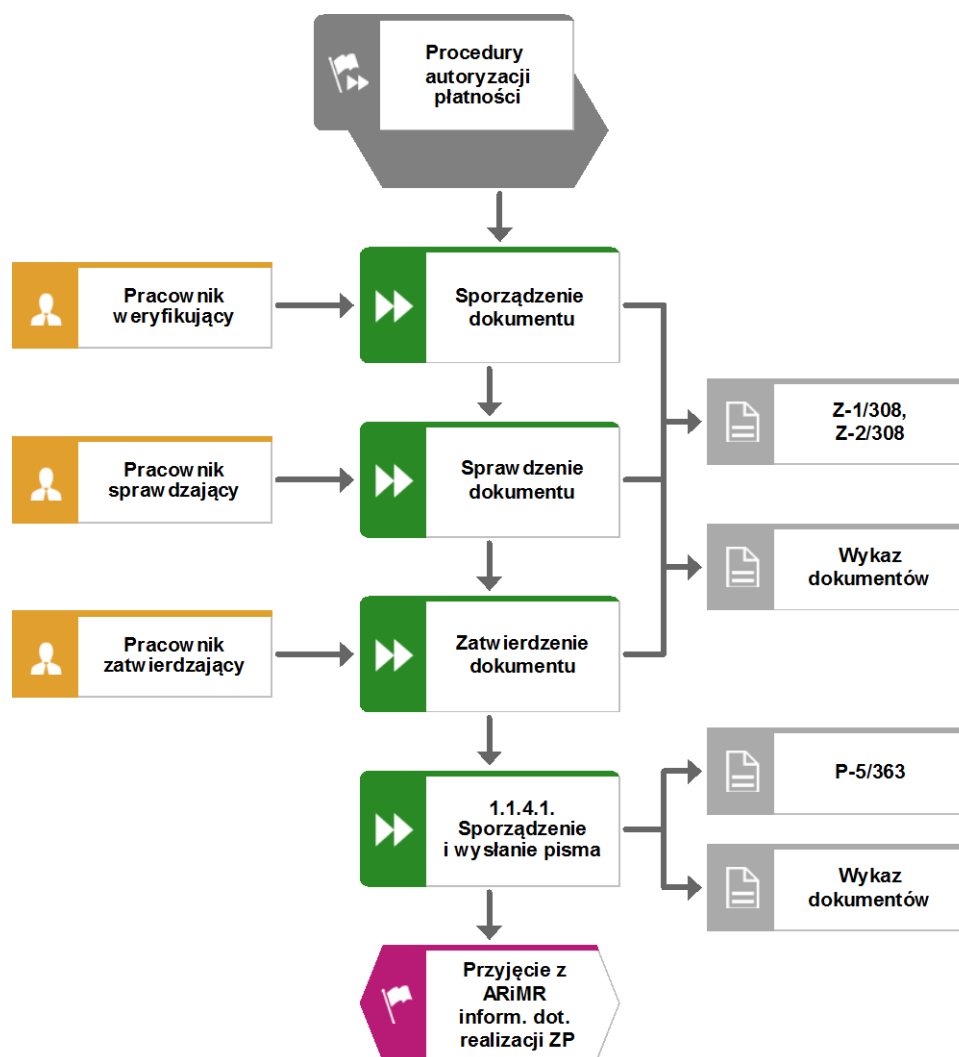 Procedury
autoryzacji
płatności
Pracownik
weryfikujący
Sporządzenie
dokumentu
Z-1/308,
Z-2/308
Pracownik
sprawdzający
Sprawdzenie
dokumentu
Wykaz
dokumentów
Pracownik
zatwierdzający
Zatwierdzenie
dokumentu
P-5/363
1.1.4.1.
Sporządzenie
i wysłanie pisma
Wykaz
dokumentów
Przyjęcie z
ARiMR
inform. dot.
realizacji ZP